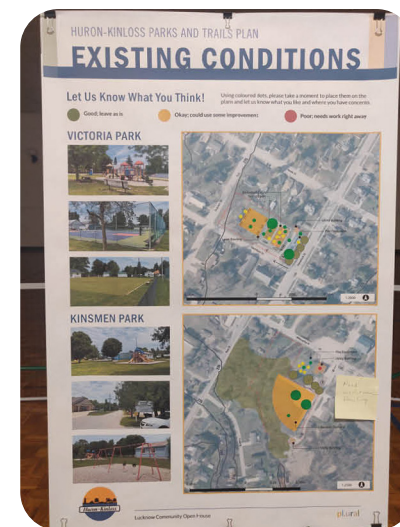 HURON-KINLOSS PARKS AND TRAILS PLAN
EXISTING CONDITIONS
Let Us Know What You Think!
Using coloured dots, please take a moment to place them on the
plans and let us know what you like and where you have concerns.
Good; leave as is
Okay; could use some improvement
Poor; needs work right away
VICTORIA PARK
KINSMEN PARK
Huron-Kinloss
Lucknow Community Open House
plural